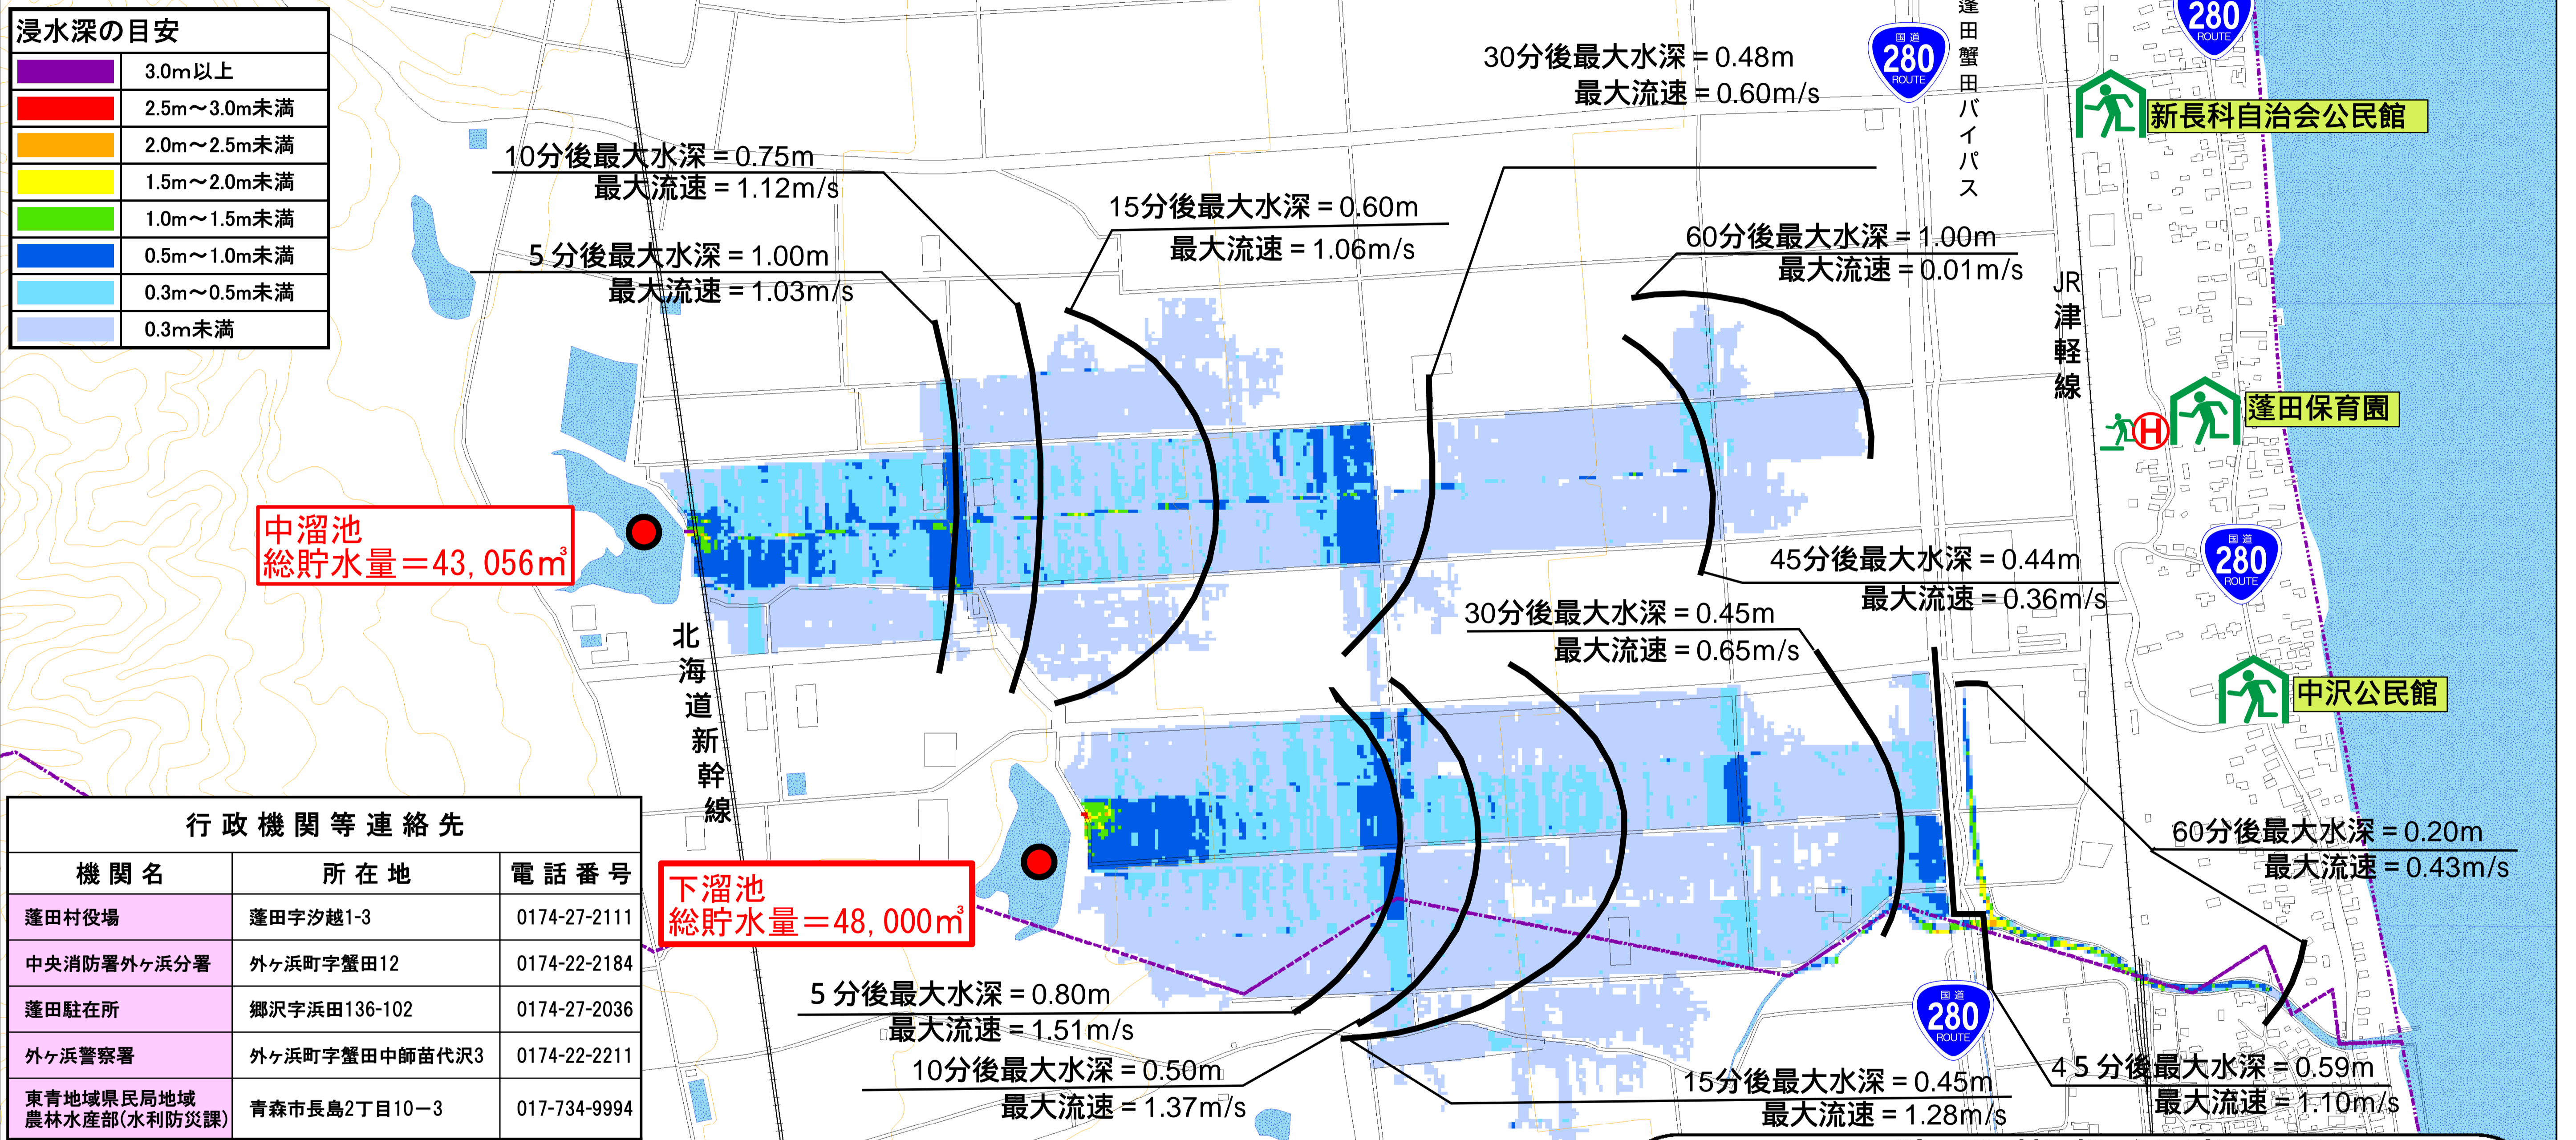 浸水深の目安
3.0m以上
2.5m～3.0m未満
2.0m～2.5m未満
1.5m～2.0m未満
1.0m～1.5m未満
0.5m～1.0m未満
0.3m～0.5m未満
0.3m未満
10分後最大水深＝0.75m
最大流速＝1.12m/s
5分後最大水深＝1.00m
最大流速＝1.03m/s
15分後最大水深＝0.60m
最大流速＝1.06m/s
30分後最大水深＝0.48m
最大流速＝0.60m/s
60分後最大水深＝1.00m
最大流速＝0.01m/s
45分後最大水深＝0.44m
最大流速＝0.36m/s
国道
280
ROUTE
蓬田蟹田バイパス
280
ROUTE
JR津軽線
新長科自治会公民館
H
蓬田保育園
国道
280
ROUTE
中沢公民館
中溜池
総貯水量＝43,056㎥
北海道新幹線
下溜池
総貯水量＝48,000㎥
30分後最大水深＝0.45m
最大流速＝0.65m/s
60分後最大水深＝0.20m
最大流速＝0.43m/s
5分後最大水深＝0.80m
最大流速＝1.51m/s
10分後最大水深＝0.50m
最大流速＝1.37m/s
15分後最大水深＝0.45m
最大流速＝1.28m/s
45分後最大水深＝0.59m
最大流速＝1.10m/s
国道
280
ROUTE
行政機関等連絡先
機関名 所在地 電話番号
蓬田村役場 蓬田字汐越1-3 0174-27-2111
中央消防署外ヶ浜分署 外ヶ浜町字蟹田12 0174-22-2184
蓬田駐在所 郷沢字浜田136-102 0174-27-2036
外ヶ浜警察署 外ヶ浜町字蟹田中師苗代沢3 0174-22-2211
東青地域県民局地域
農林水産部(水利防災課) 青森市長島2丁目10－3 017-734-9994